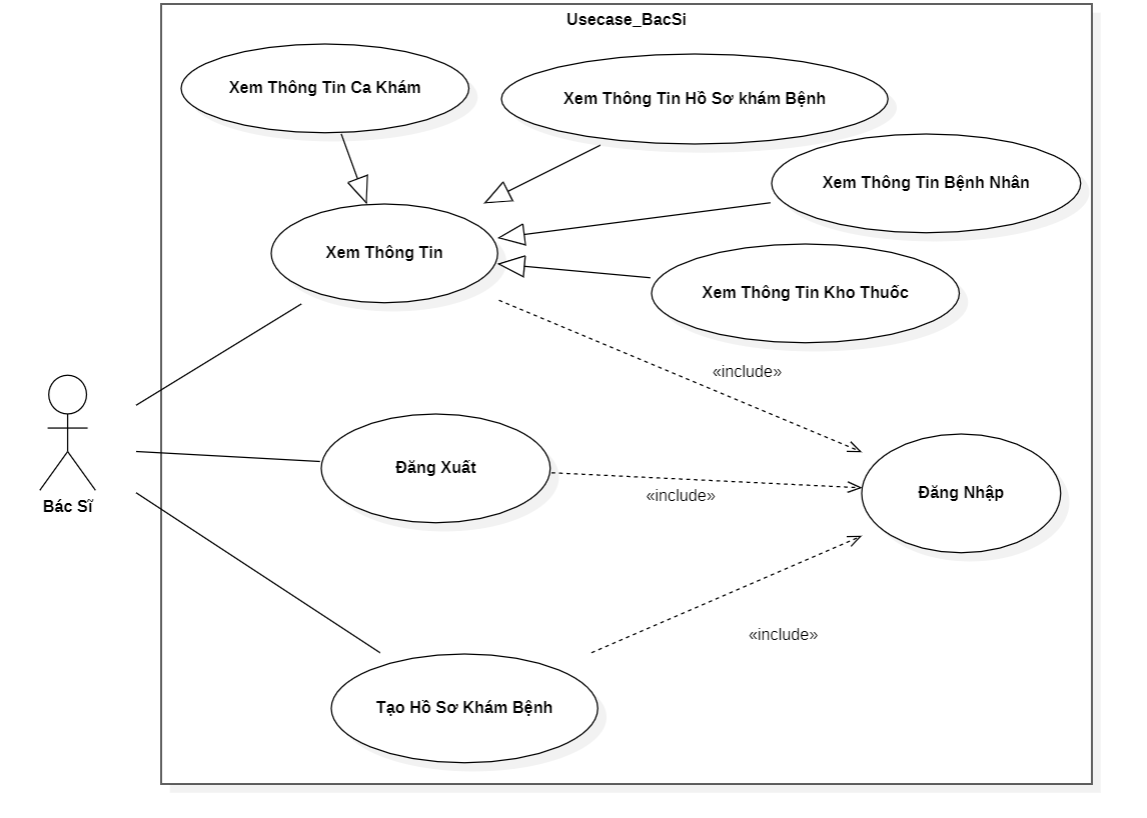 Usecase_BacSi
Xem Thông Tin Ca Khám
Xem Thông Tin Hồ Sơ khám Bệnh
Xem Thông Tin Bệnh Nhân
Xem Thông Tin
Xem Thông Tin Kho Thuốc
«include»
Đăng Xuất
«include»
Đăng Nhập
Bác Sĩ
«include»
Tạo Hồ Sơ Khám Bệnh